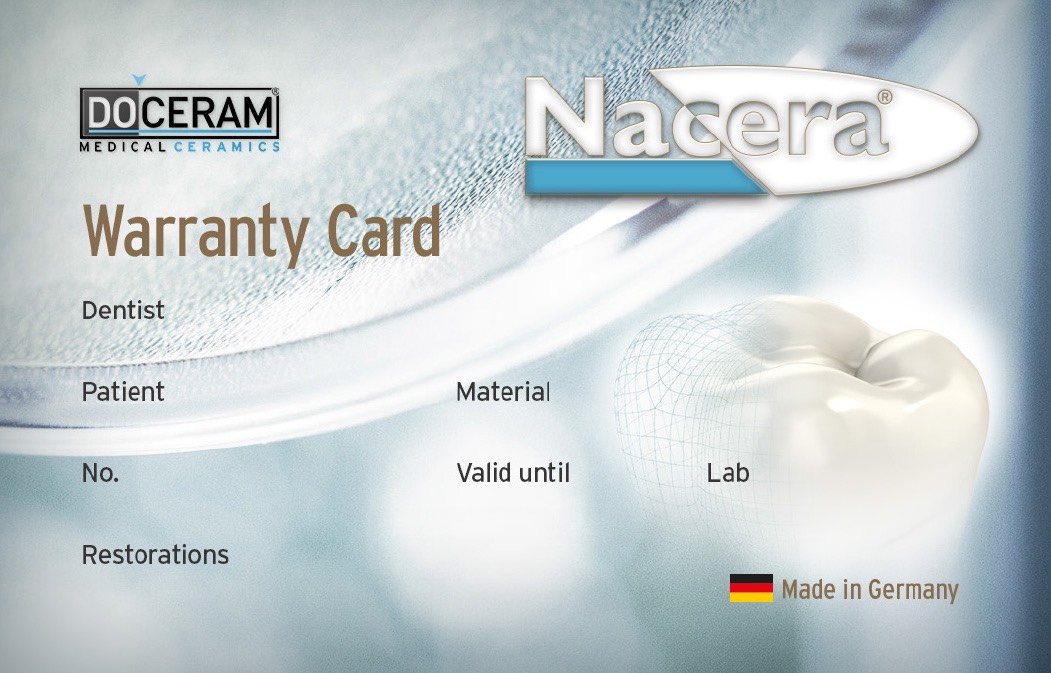 DOCERAM®
MEDICAL CERAMICS
Nacera®
Warranty Card
Dentist
Patient
Material
No.
Valid until
Lab
Restorations
Made in Germany